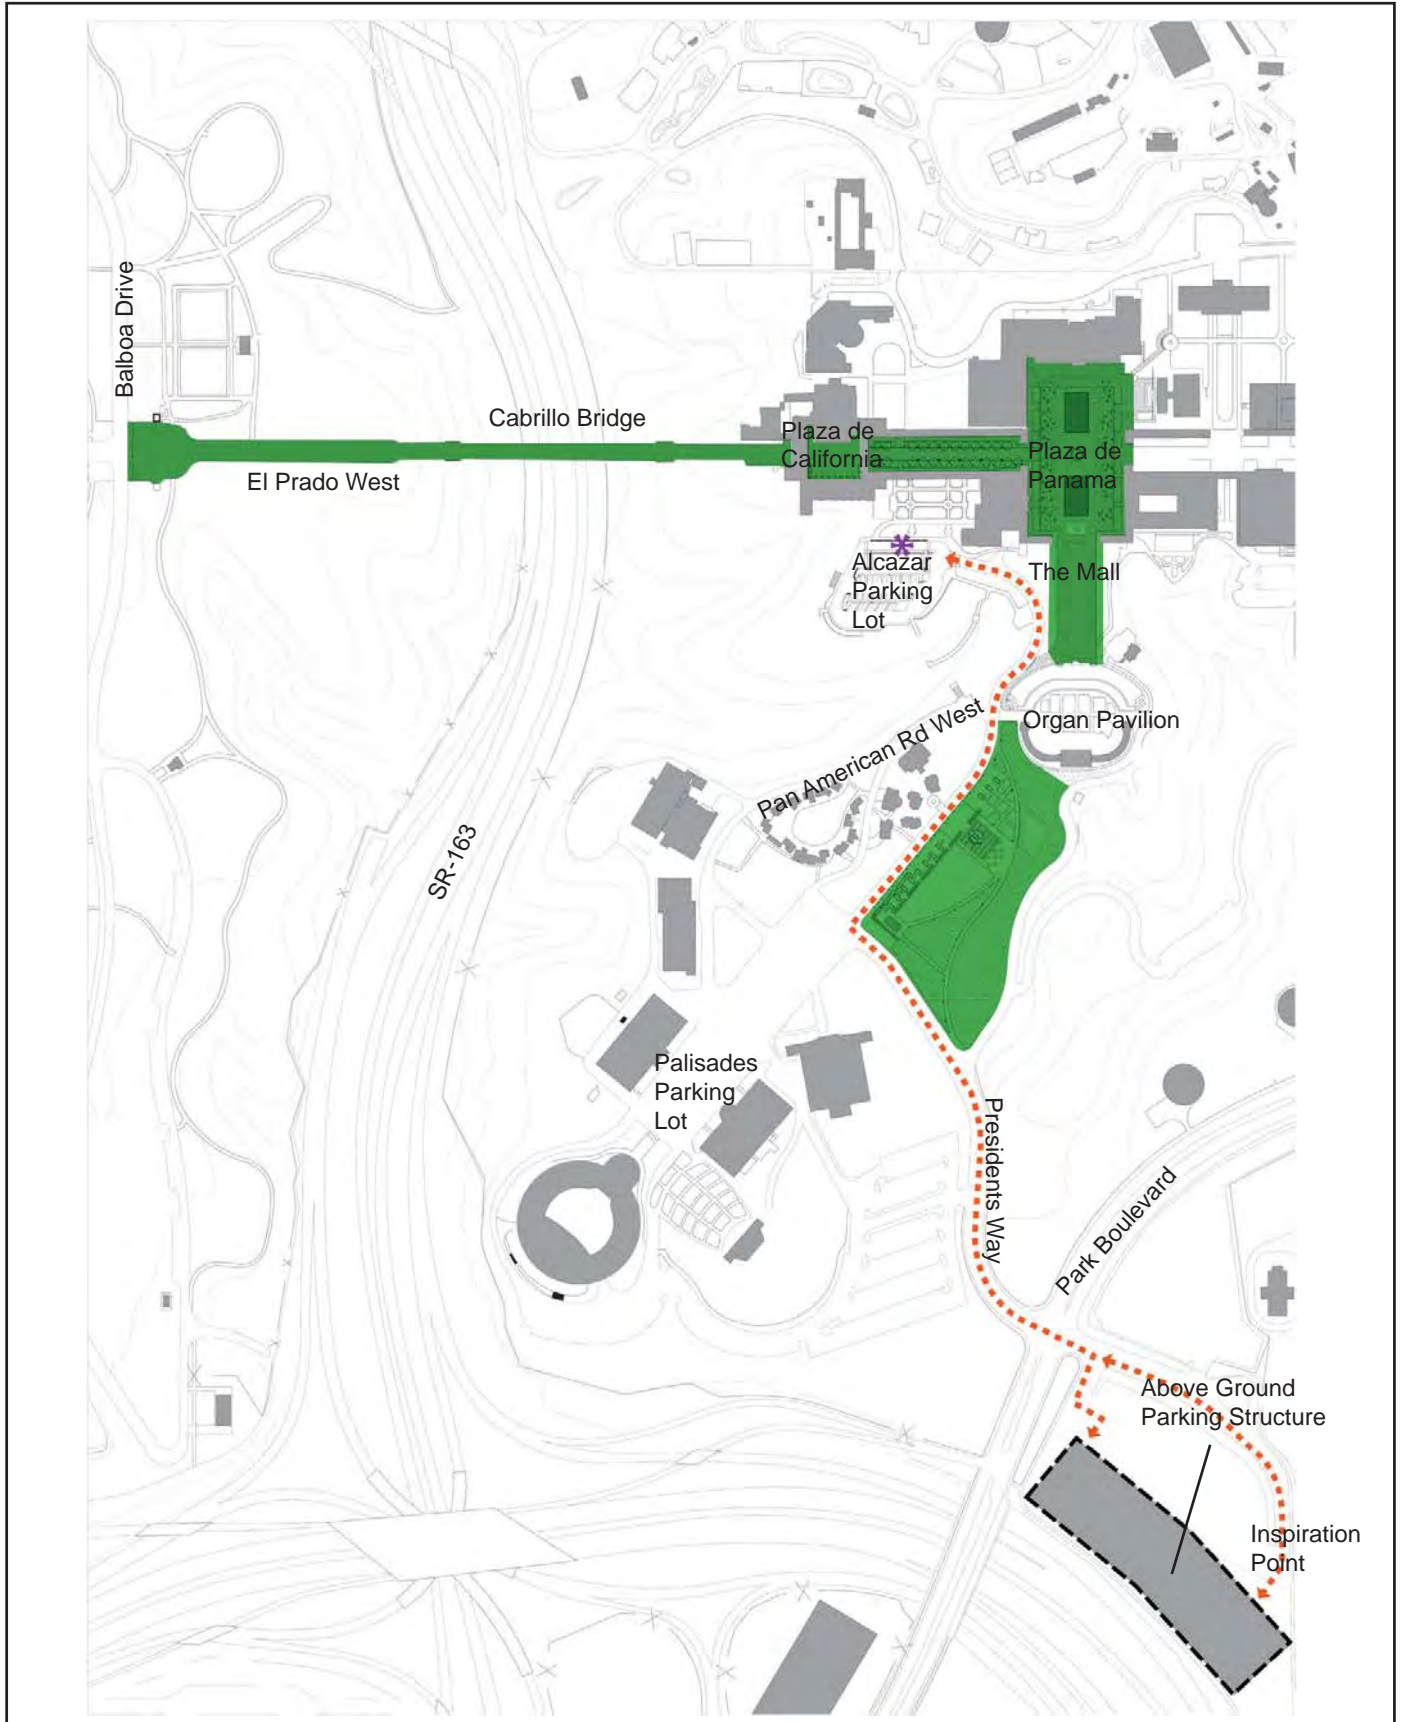 Balboa Drive
Cabrillo Bridge
El Prado West
Plaza de
California
Plaza de
Panama
Alcazar
Parking
Lot
The Mall
Organ Pavilion
Pan American Rd West
SR-163
Palisades
Parking
Lot
Presidents Way
Park Boulevard
Above Ground
Parking Structure
Inspiration
Point